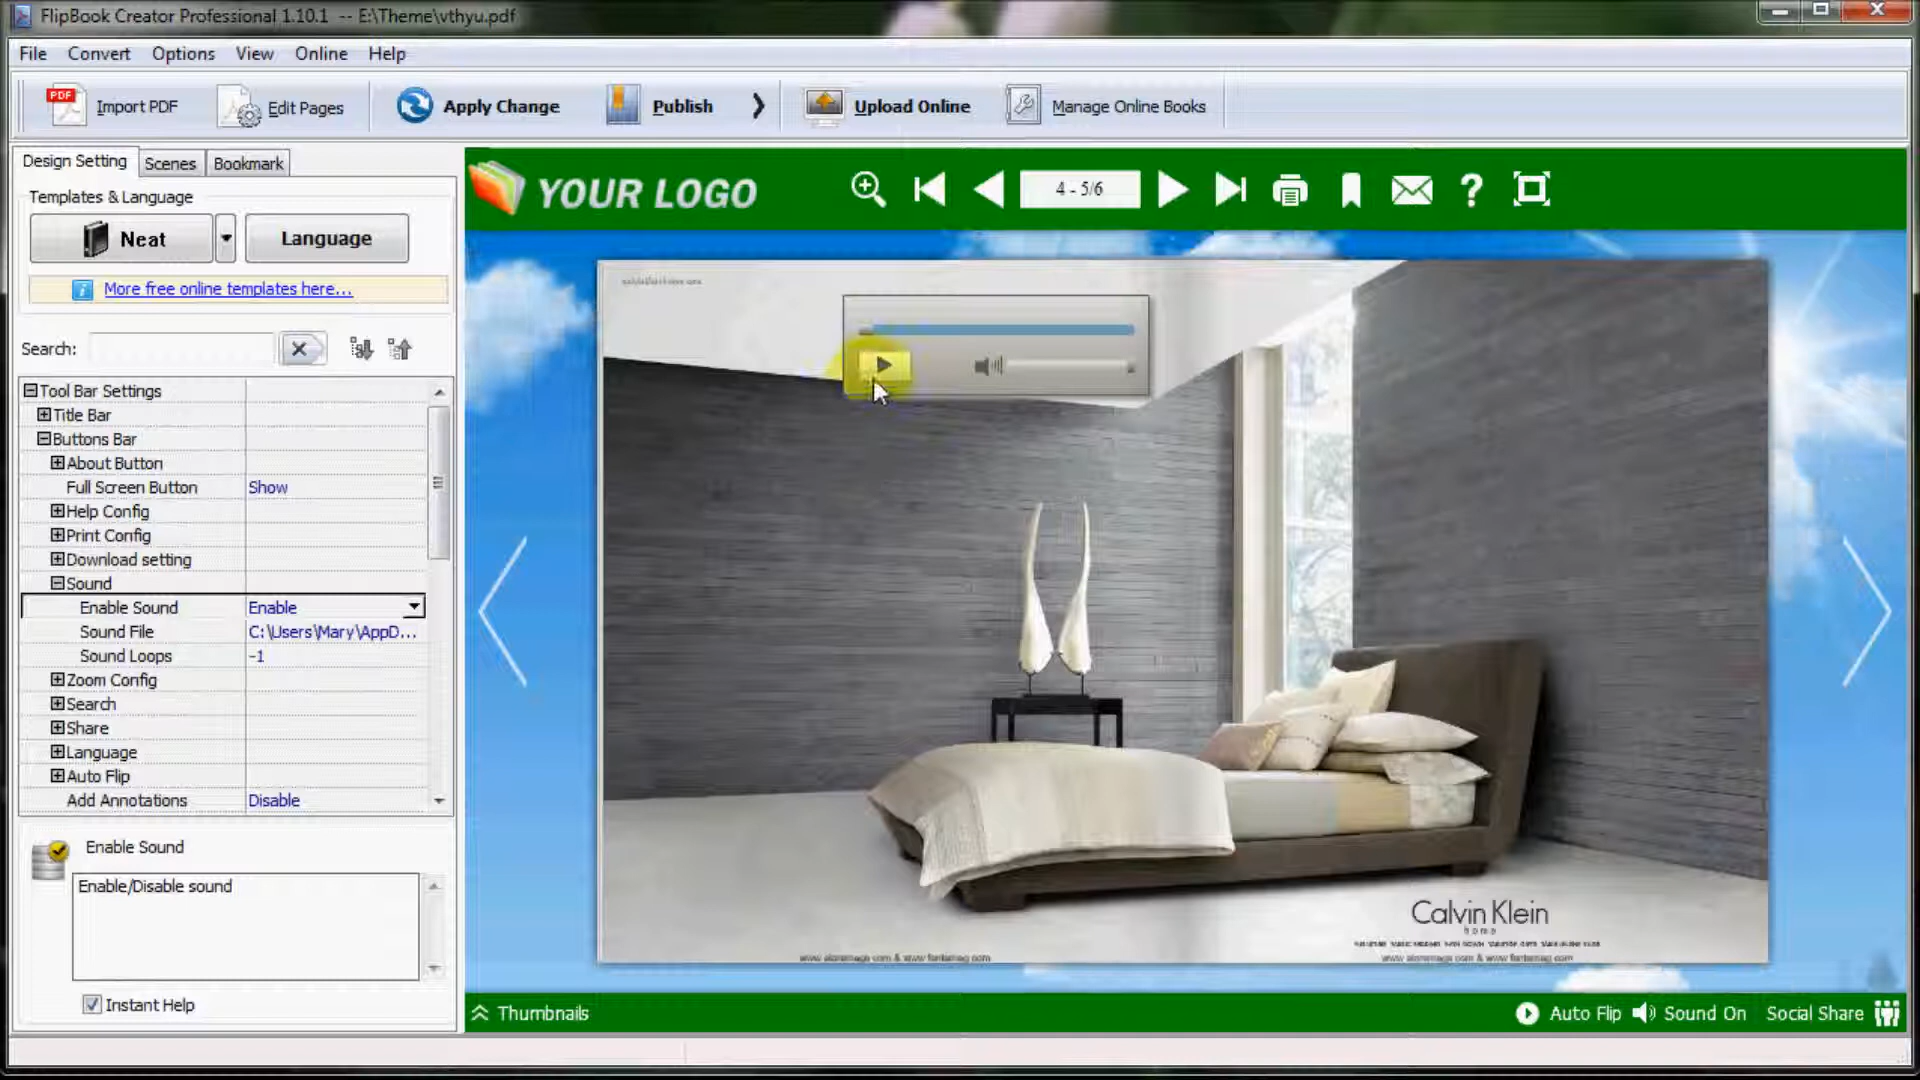 FlipBook Creator Professional 1.10.1 -- E:\Theme\vthyu.pdf
File Convert Options View Online Help
PDF Import PDF Edit Pages Apply Change Publish Upload Online Manage Online Books
Design Setting Scenes Bookmark
Templates & Language
Neat Language
More free online templates here...
Search:
Tool Bar Settings
Title Bar
Buttons Bar
About Button
Full Screen Button Show
Help Config
Print Config
Download setting
Sound
Enable Sound Enable
Sound File C:\Users\Mary\AppD...
Sound Loops -1
Zoom Config
Search
Share
Language
Auto Flip
Add Annotations Disable
Enable Sound
Enable/Disable sound
Instant Help
YOUR LOGO
4 - 5/6
Calvin Klein
home
Thumbnails
Auto Flip Sound On Social Share